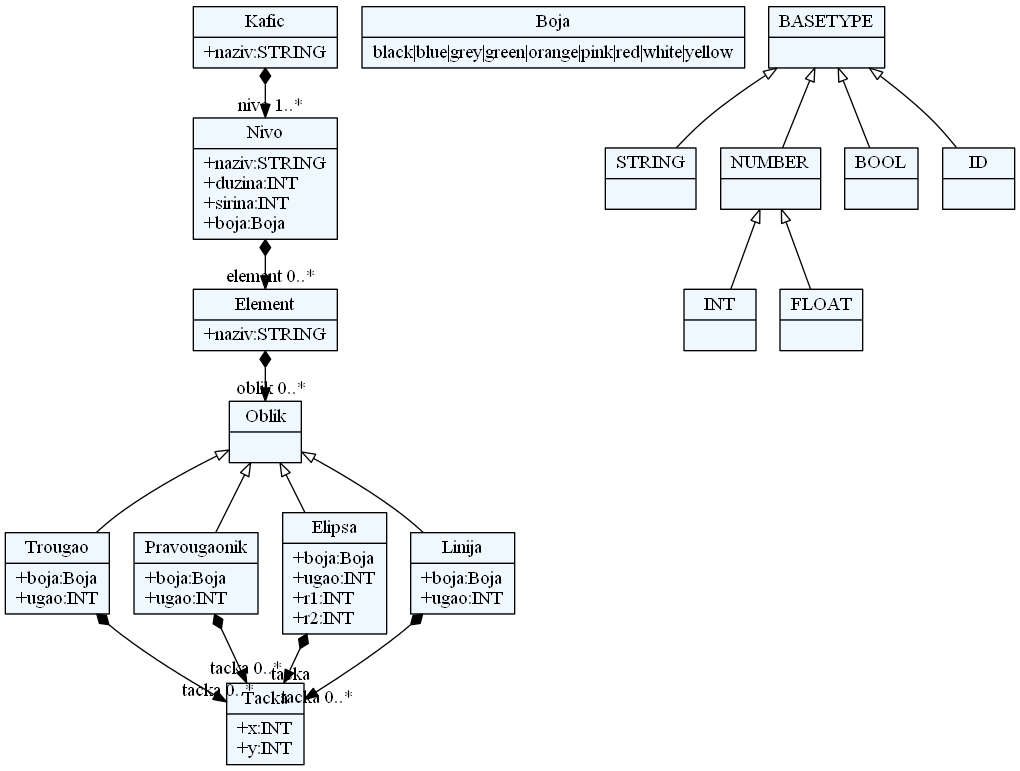 Kafic
+naziv:STRING
Boja
black|blue|grey|green|orange|pink|red|white|yellow
BASETYPE
1..*
Nivo
+naziv:STRING
+duzina:INT
+sirina:INT
+boja:Boja
STRING
NUMBER
BOOL
ID
element 0..*
Element
+naziv:STRING
INT
FLOAT
oblik 0..*
Oblik
Trougao
+boja:Boja
+ugao:INT
Pravougaonik
+boja:Boja
+ugao:INT
Elipsa
+boja:Boja
+ugao:INT
+r1:INT
+r2:INT
Linija
+boja:Boja
+ugao:INT
tacka 0..*
tacka
tacka 0..*
tacka 0..*
Tacka
+x:INT
+y:INT